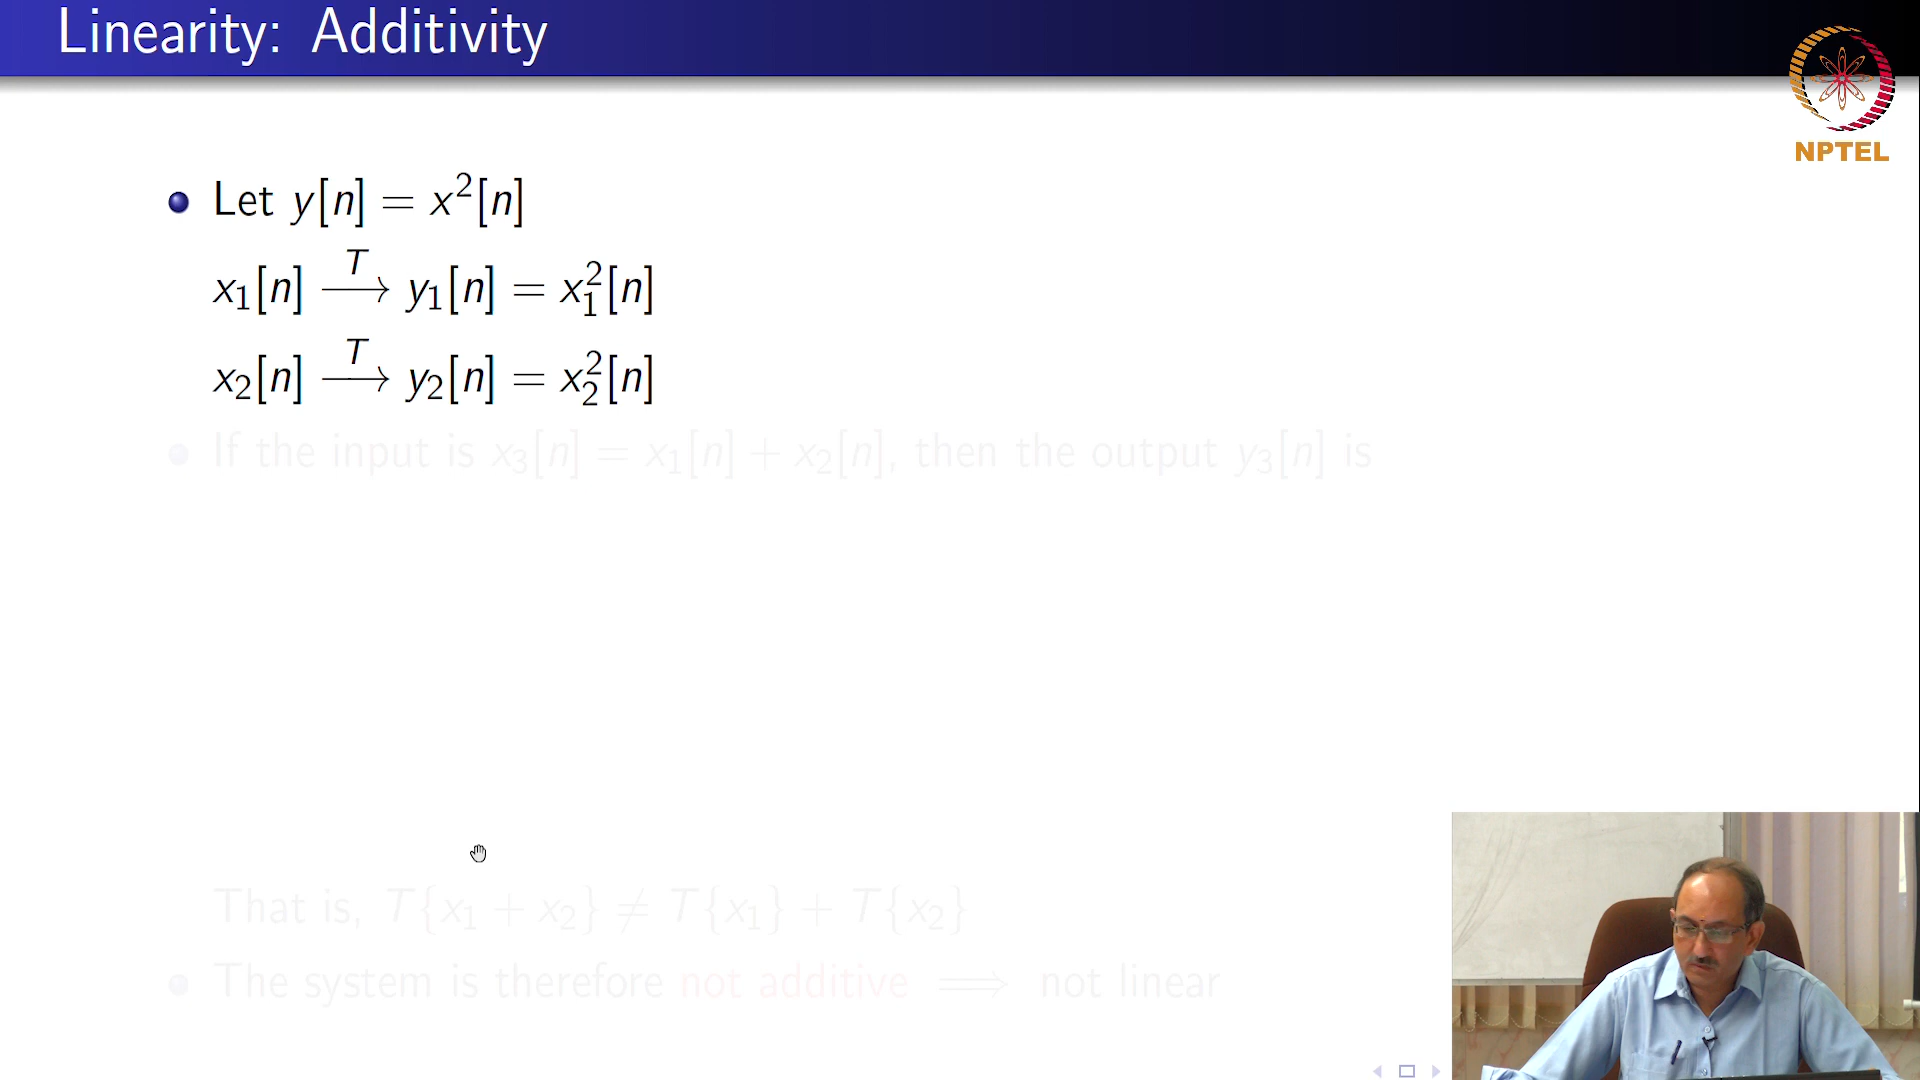 Linearity: Additivity
NPTEL
Let y[n] = x²[n]
x₁[n] T⟶ y₁[n] = x₁²[n]
x₂[n] T⟶ y₂[n] = x₂²[n]
If the input is x₃[n] = x₁[n] + x₂[n], then the output y₃[n] is
That is, T{x₁ + x₂} ≠ T{x₁} + T{x₂}
The system is therefore not additive ⟹ not linear